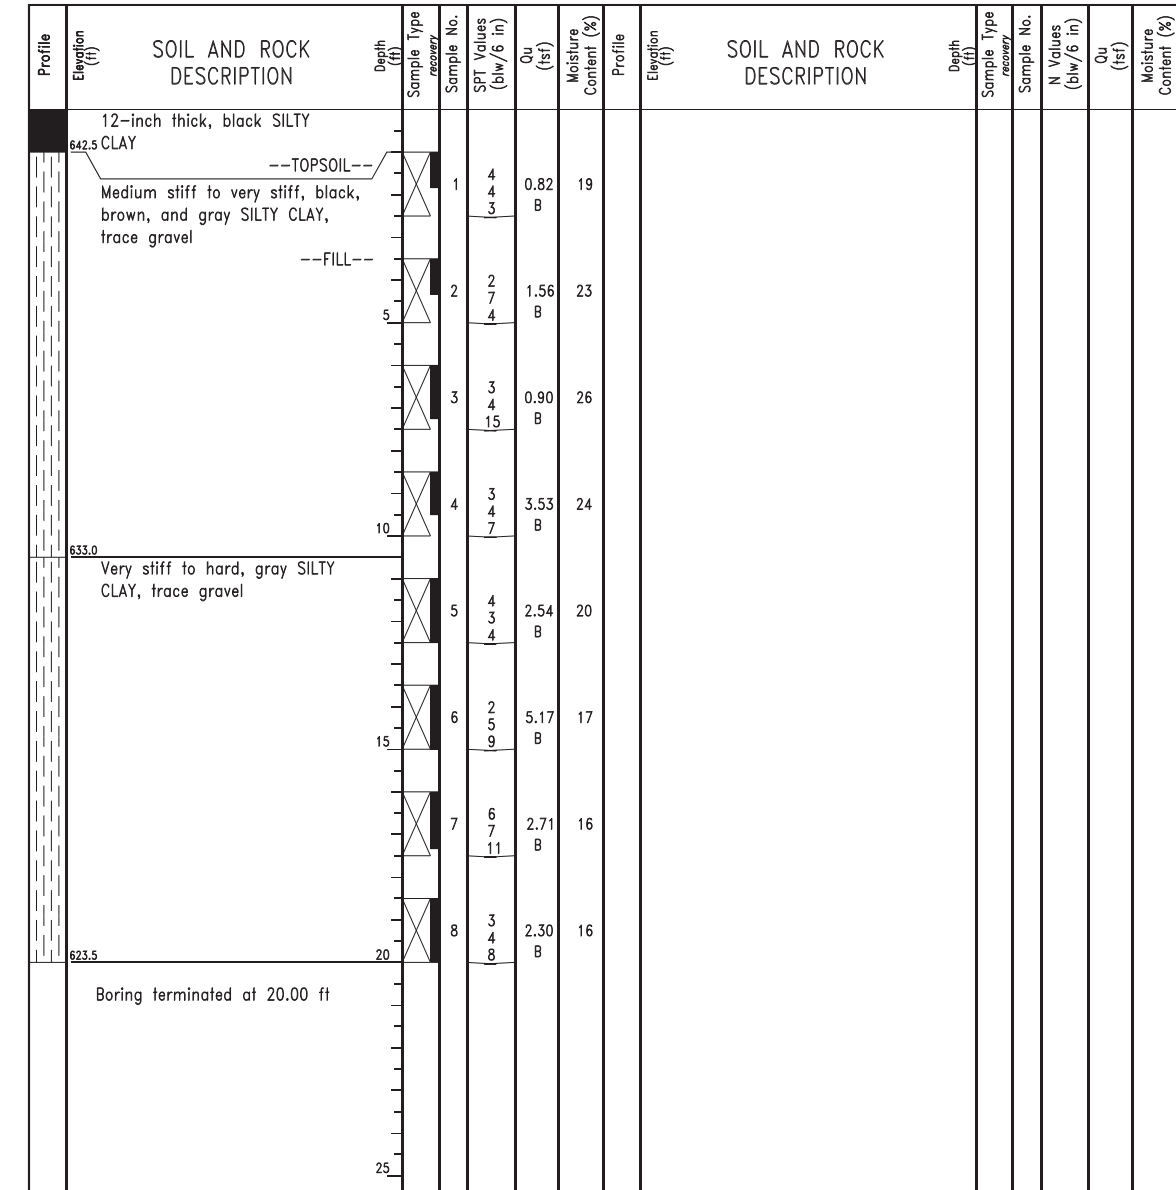 Profile
Elevation
(ft)
SOIL AND ROCK
DESCRIPTION
Depth
(ft)
Sample Type
recovery
Sample No.
SPT Values
(blw/6 in)
Qu
(tsf)
Moisture
Content (%)
Profile
Elevation
(ft)
SOIL AND ROCK
DESCRIPTION
Depth
(ft)
Sample Type
recovery
Sample No.
N Values
(blw/6 in)
Qu
(tsf)
Moisture
Content (%)
12-inch thick, black SILTY
642.5 CLAY
--TOPSOIL--
Medium stiff to very stiff, black,
brown, and gray SILTY CLAY,
trace gravel
--FILL--
1
4
4
3
0.82
B
19
2
2
7
4
1.56
B
23
5
3
3
4
15
0.90
B
26
4
3
4
7
3.53
B
24
10
633.0
Very stiff to hard, gray SILTY
CLAY, trace gravel
5
4
3
4
2.54
B
20
6
2
5
9
5.17
B
17
15
7
6
7
11
2.71
B
16
8
3
4
8
2.30
B
16
623.5
20
Boring terminated at 20.00 ft
25